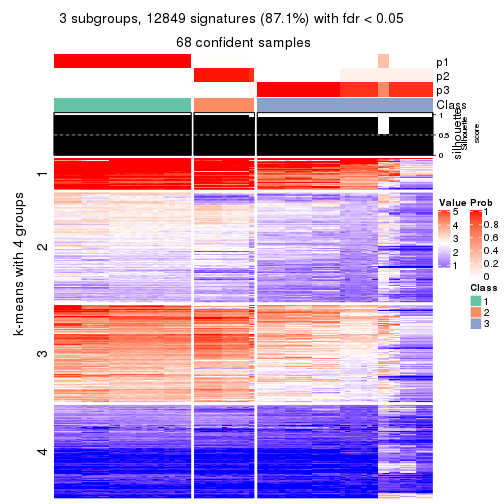 3 subgroups, 12849 signatures (87.1%) with fdr < 0.05
68 confident samples
p1
p2
p3
Class
1
0.5
0
silhouette
Silhouette
score
k-means with 4 groups
1
2
3
4
Value Prob
5
4
3
2
1
1
0.8
0.6
0.4
0.2
0
Class
1
2
3